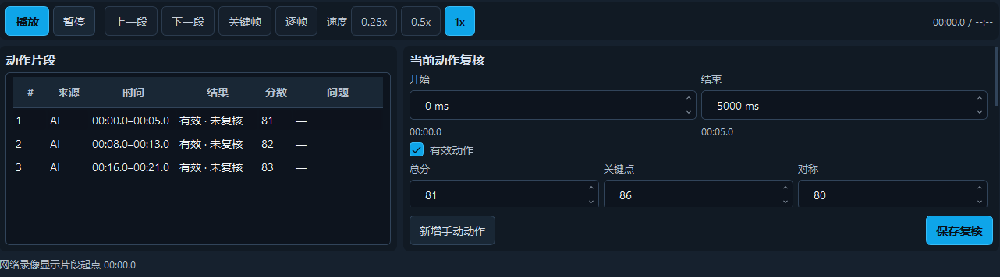 播放 暂停 上一段 下一段 关键帧 逐帧 速度 0.25x 0.5x 1x 00:00.0 / --:--
动作片段
# 来源 时间 结果 分数 问题
1 AI 00:00.0–00:05.0 有效 · 未复核 81 —
2 AI 00:08.0–00:13.0 有效 · 未复核 82 —
3 AI 00:16.0–00:21.0 有效 · 未复核 83 —
当前动作复核
开始 结束
0 ms 5000 ms
00:00.0 00:05.0
有效动作
总分 关键点 对称
81 86 80
新增手动动作 保存复核
网络录像显示片段起点 00:00.0